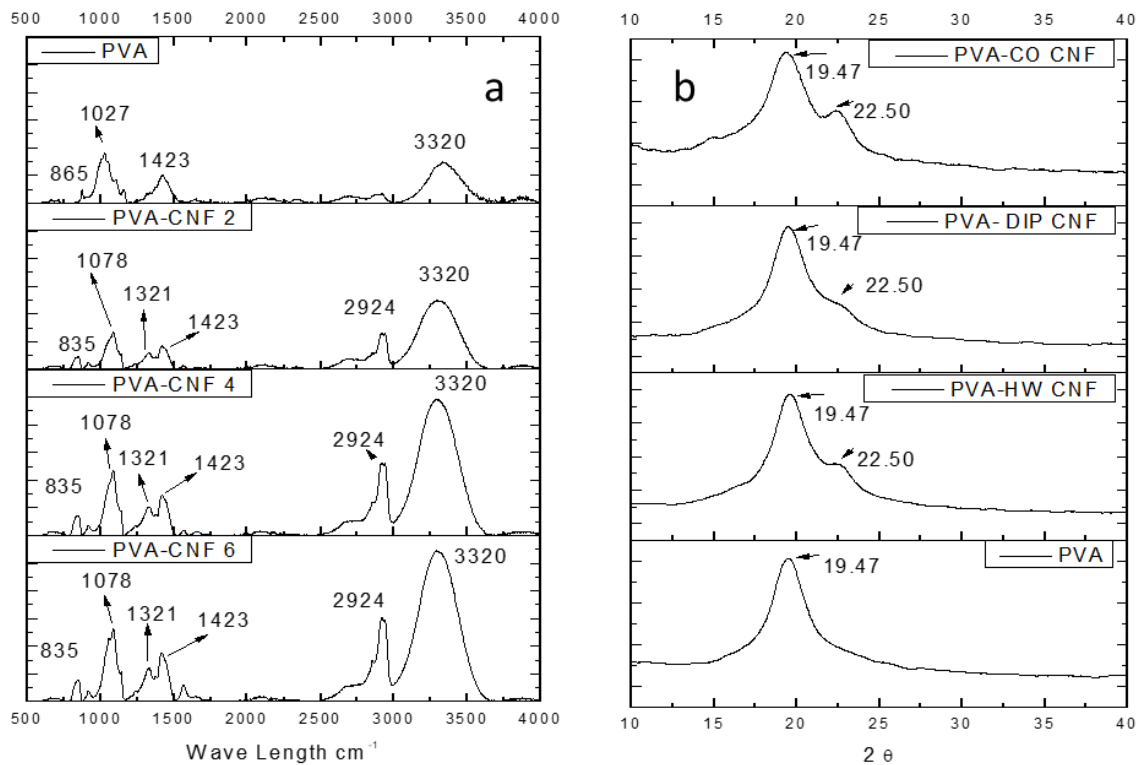 500 1000 1500 2000 2500 3000 3500 4000
PVA
a
1027
865
1423
3320
PVA-CNF 2
1078
1321
835
1423
2924
3320
PVA-CNF 4
1078
1321
835
1423
2924
3320
PVA-CNF 6
1078
1321
835
1423
2924
3320
500 1000 1500 2000 2500 3000 3500 4000
Wave Length cm⁻¹
10 15 20 25 30 35 40
PVA-CO CNF
b
19.47
22.50
PVA- DIP CNF
19.47
22.50
PVA-HW CNF
19.47
22.50
PVA
19.47
10 15 20 25 30 35 40
2 θ